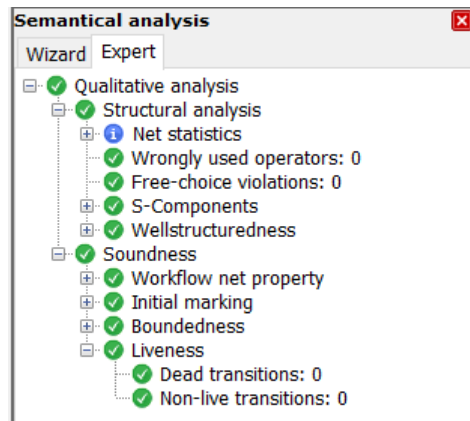 Semantical analysis
Wizard Expert
Qualitative analysis
Structural analysis
Net statistics
Wrongly used operators: 0
Free-choice violations: 0
S-Components
Wellstructuredness
Soundness
Workflow net property
Initial marking
Boundedness
Liveness
Dead transitions: 0
Non-live transitions: 0